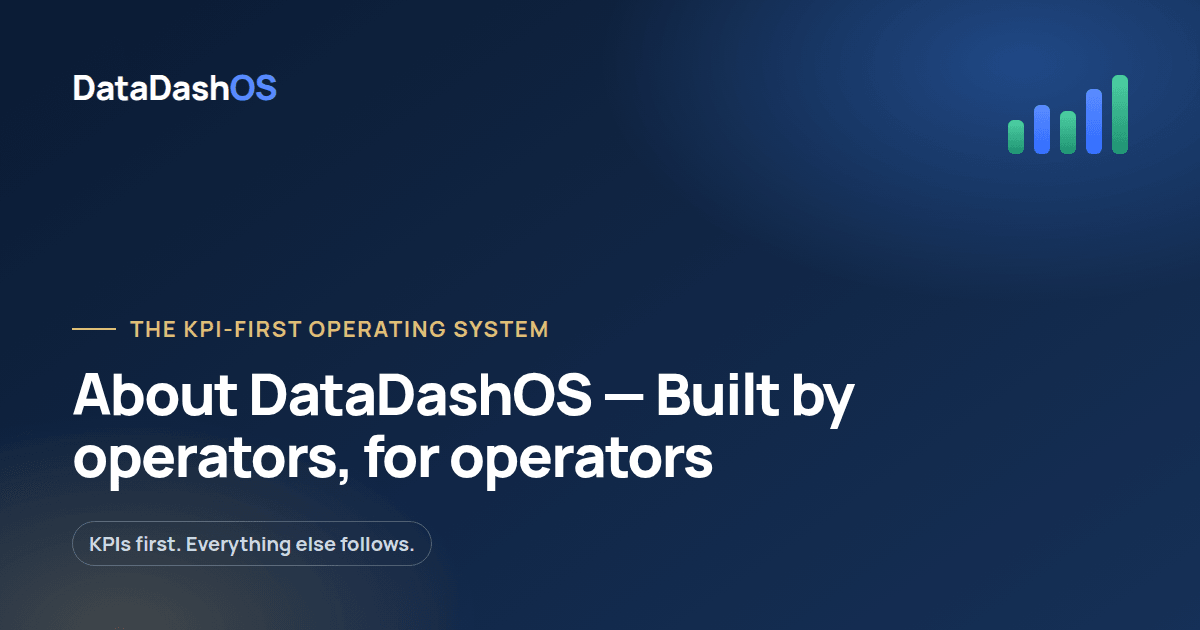 DataDashOS
THE KPI-FIRST OPERATING SYSTEM
About DataDashOS — Built by
operators, for operators
KPIs first. Everything else follows.